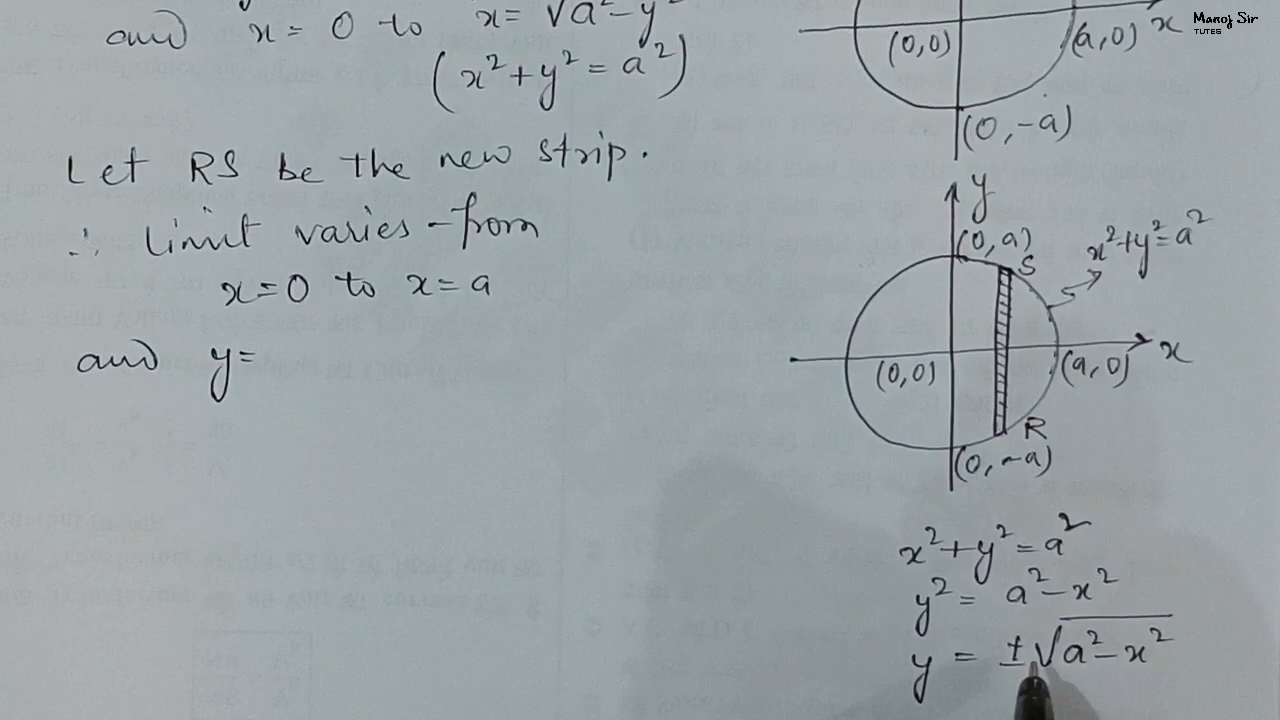 and x = 0 to x = √a²-y²
(x²+y² = a²)
Let RS be the new strip.
∴ limit varies from
x=0 to x=a
and y=
(0,0)
(a,0)
x
(0,-a)
y
(0,a)
S
x²+y²=a²
(0,0)
(a,0)
x
R
(0,-a)
x²+y²=a²
y² = a²-x²
y = ±√a²-x²
Manoj Sir
TUTES